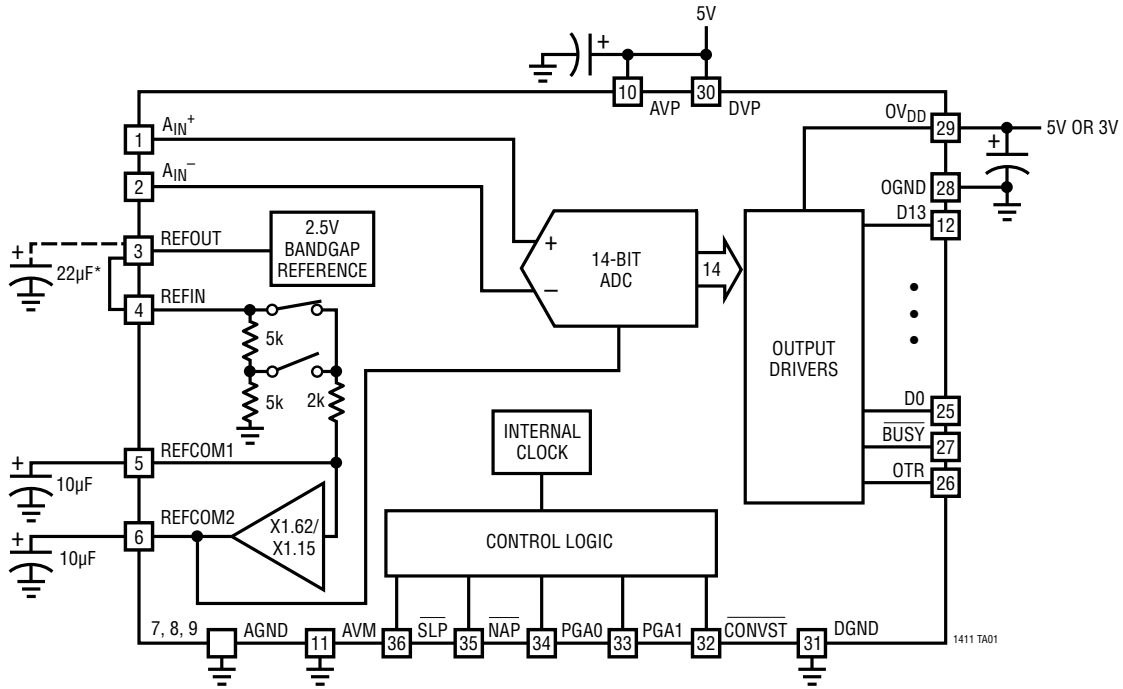 5V
10
AVP
30
DVP
1
AIN+
2
AIN–
3
REFOUT
22µF*
4
REFIN
2.5V
BANDGAP
REFERENCE
5k
5k
2k
5
REFCOM1
10µF
6
REFCOM2
10µF
X1.62/
X1.15
+
–
14-BIT
ADC
14
OUTPUT
DRIVERS
OVDD
29
5V OR 3V
OGND
28
D13
12
D0
25
BUSY
27
OTR
26
INTERNAL
CLOCK
CONTROL LOGIC
7, 8, 9
AGND
11
AVM
36
SLP
35
NAP
34
PGA0
33
PGA1
32
CONVST
31
DGND
1411 TA01
+
+
+
+
+